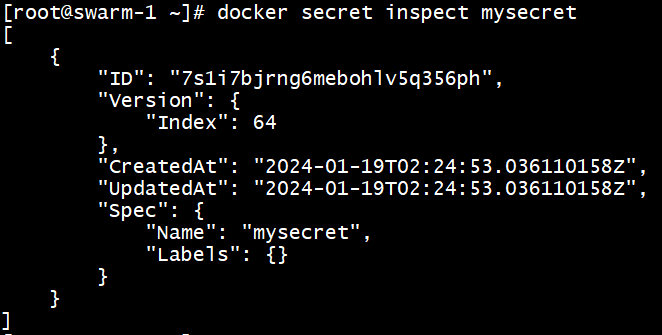 [root@swarm-1 ~]# docker secret inspect mysecret
[
    {
        "ID": "7s1i7bjrng6mebohlv5q356ph",
        "Version": {
            "Index": 64
        },
        "CreatedAt": "2024-01-19T02:24:53.036110158Z",
        "UpdatedAt": "2024-01-19T02:24:53.036110158Z",
        "Spec": {
            "Name": "mysecret",
            "Labels": {}
        }
    }
]